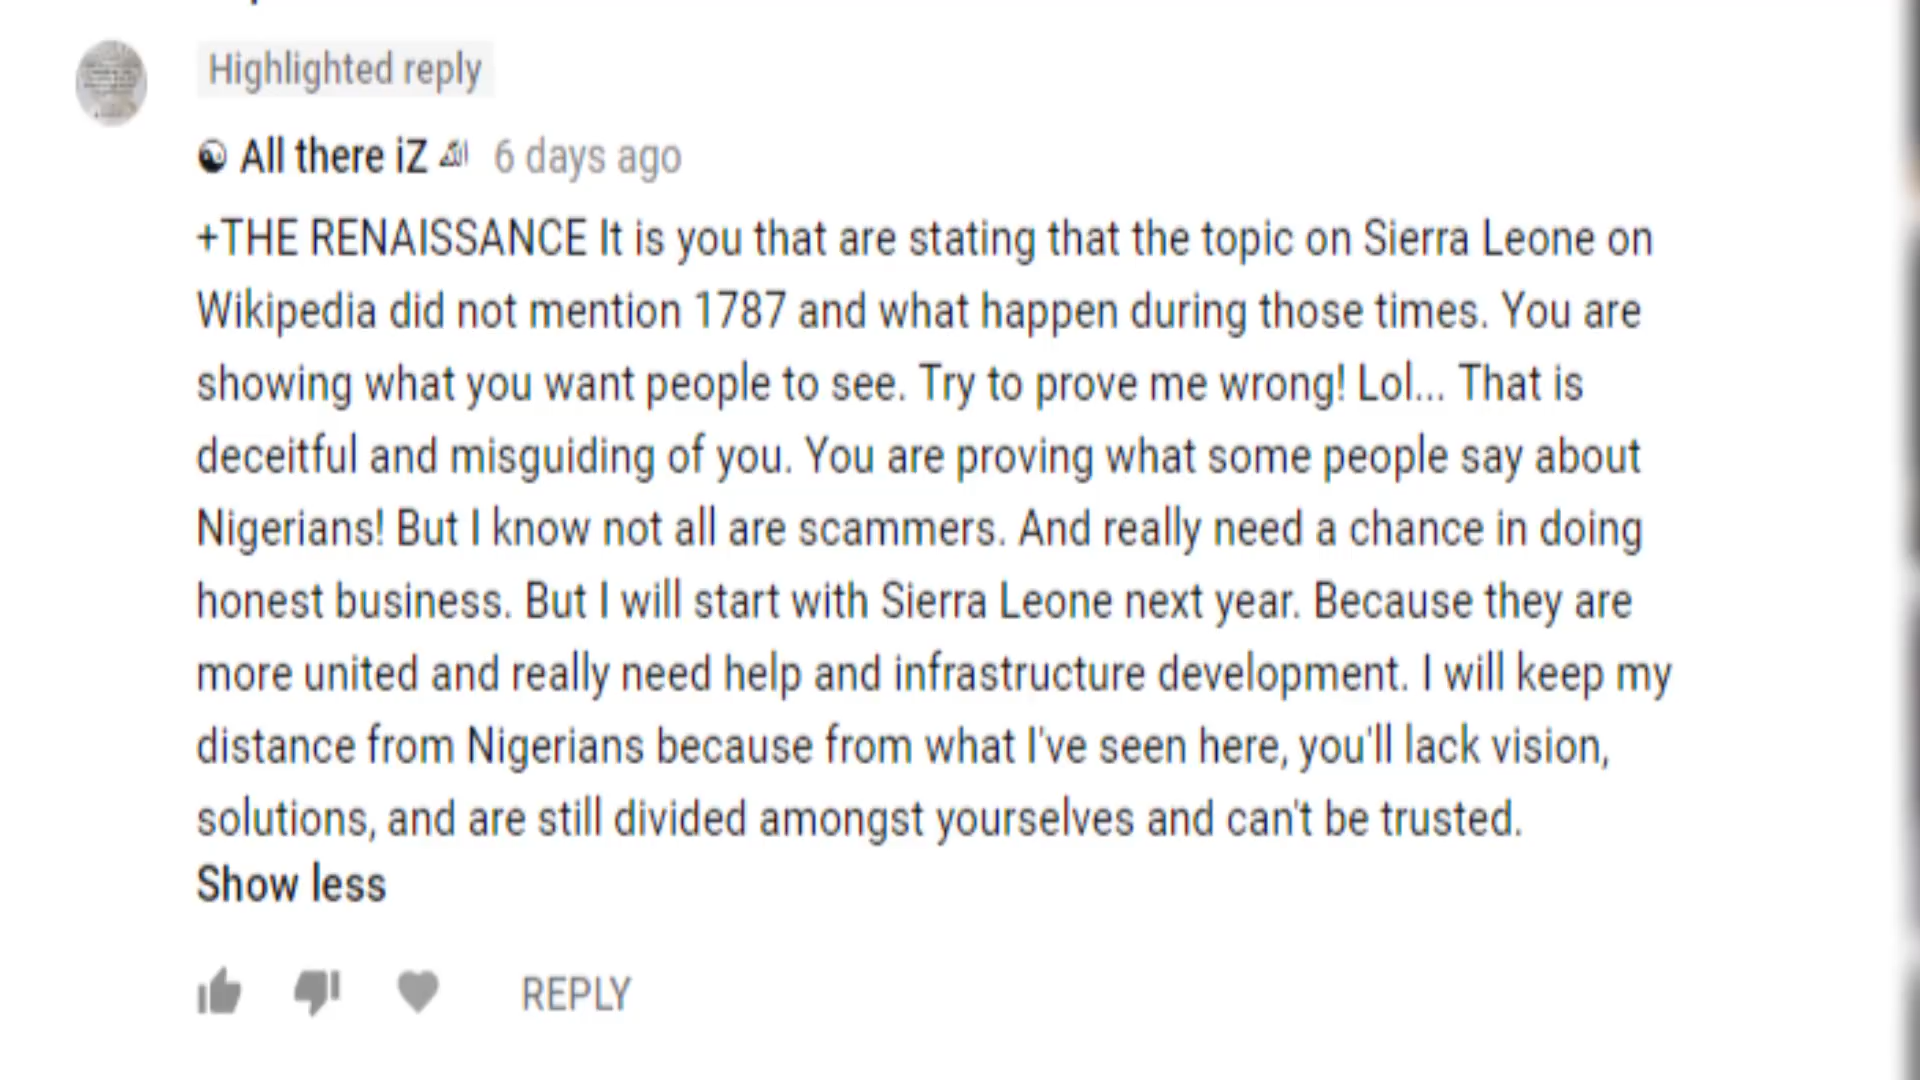 Highlighted reply
☯ All there iZ 6 days ago
+THE RENAISSANCE It is you that are stating that the topic on Sierra Leone on
Wikipedia did not mention 1787 and what happen during those times. You are
showing what you want people to see. Try to prove me wrong! Lol... That is
deceitful and misguiding of you. You are proving what some people say about
Nigerians! But I know not all are scammers. And really need a chance in doing
honest business. But I will start with Sierra Leone next year. Because they are
more united and really need help and infrastructure development. I will keep my
distance from Nigerians because from what I've seen here, you'll lack vision,
solutions, and are still divided amongst yourselves and can't be trusted.
Show less
REPLY